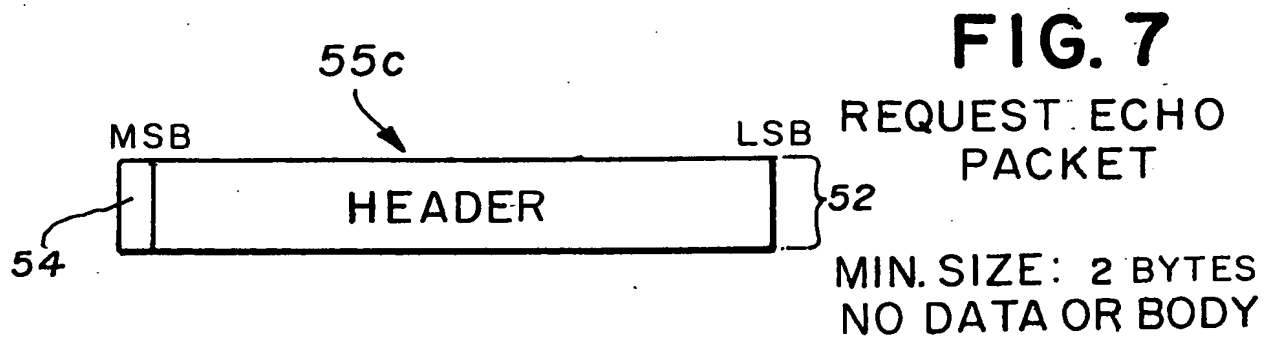 FIG. 7
REQUEST ECHO
PACKET
55c
MSB
LSB
HEADER
52
54
MIN. SIZE: 2 BYTES
NO DATA OR BODY